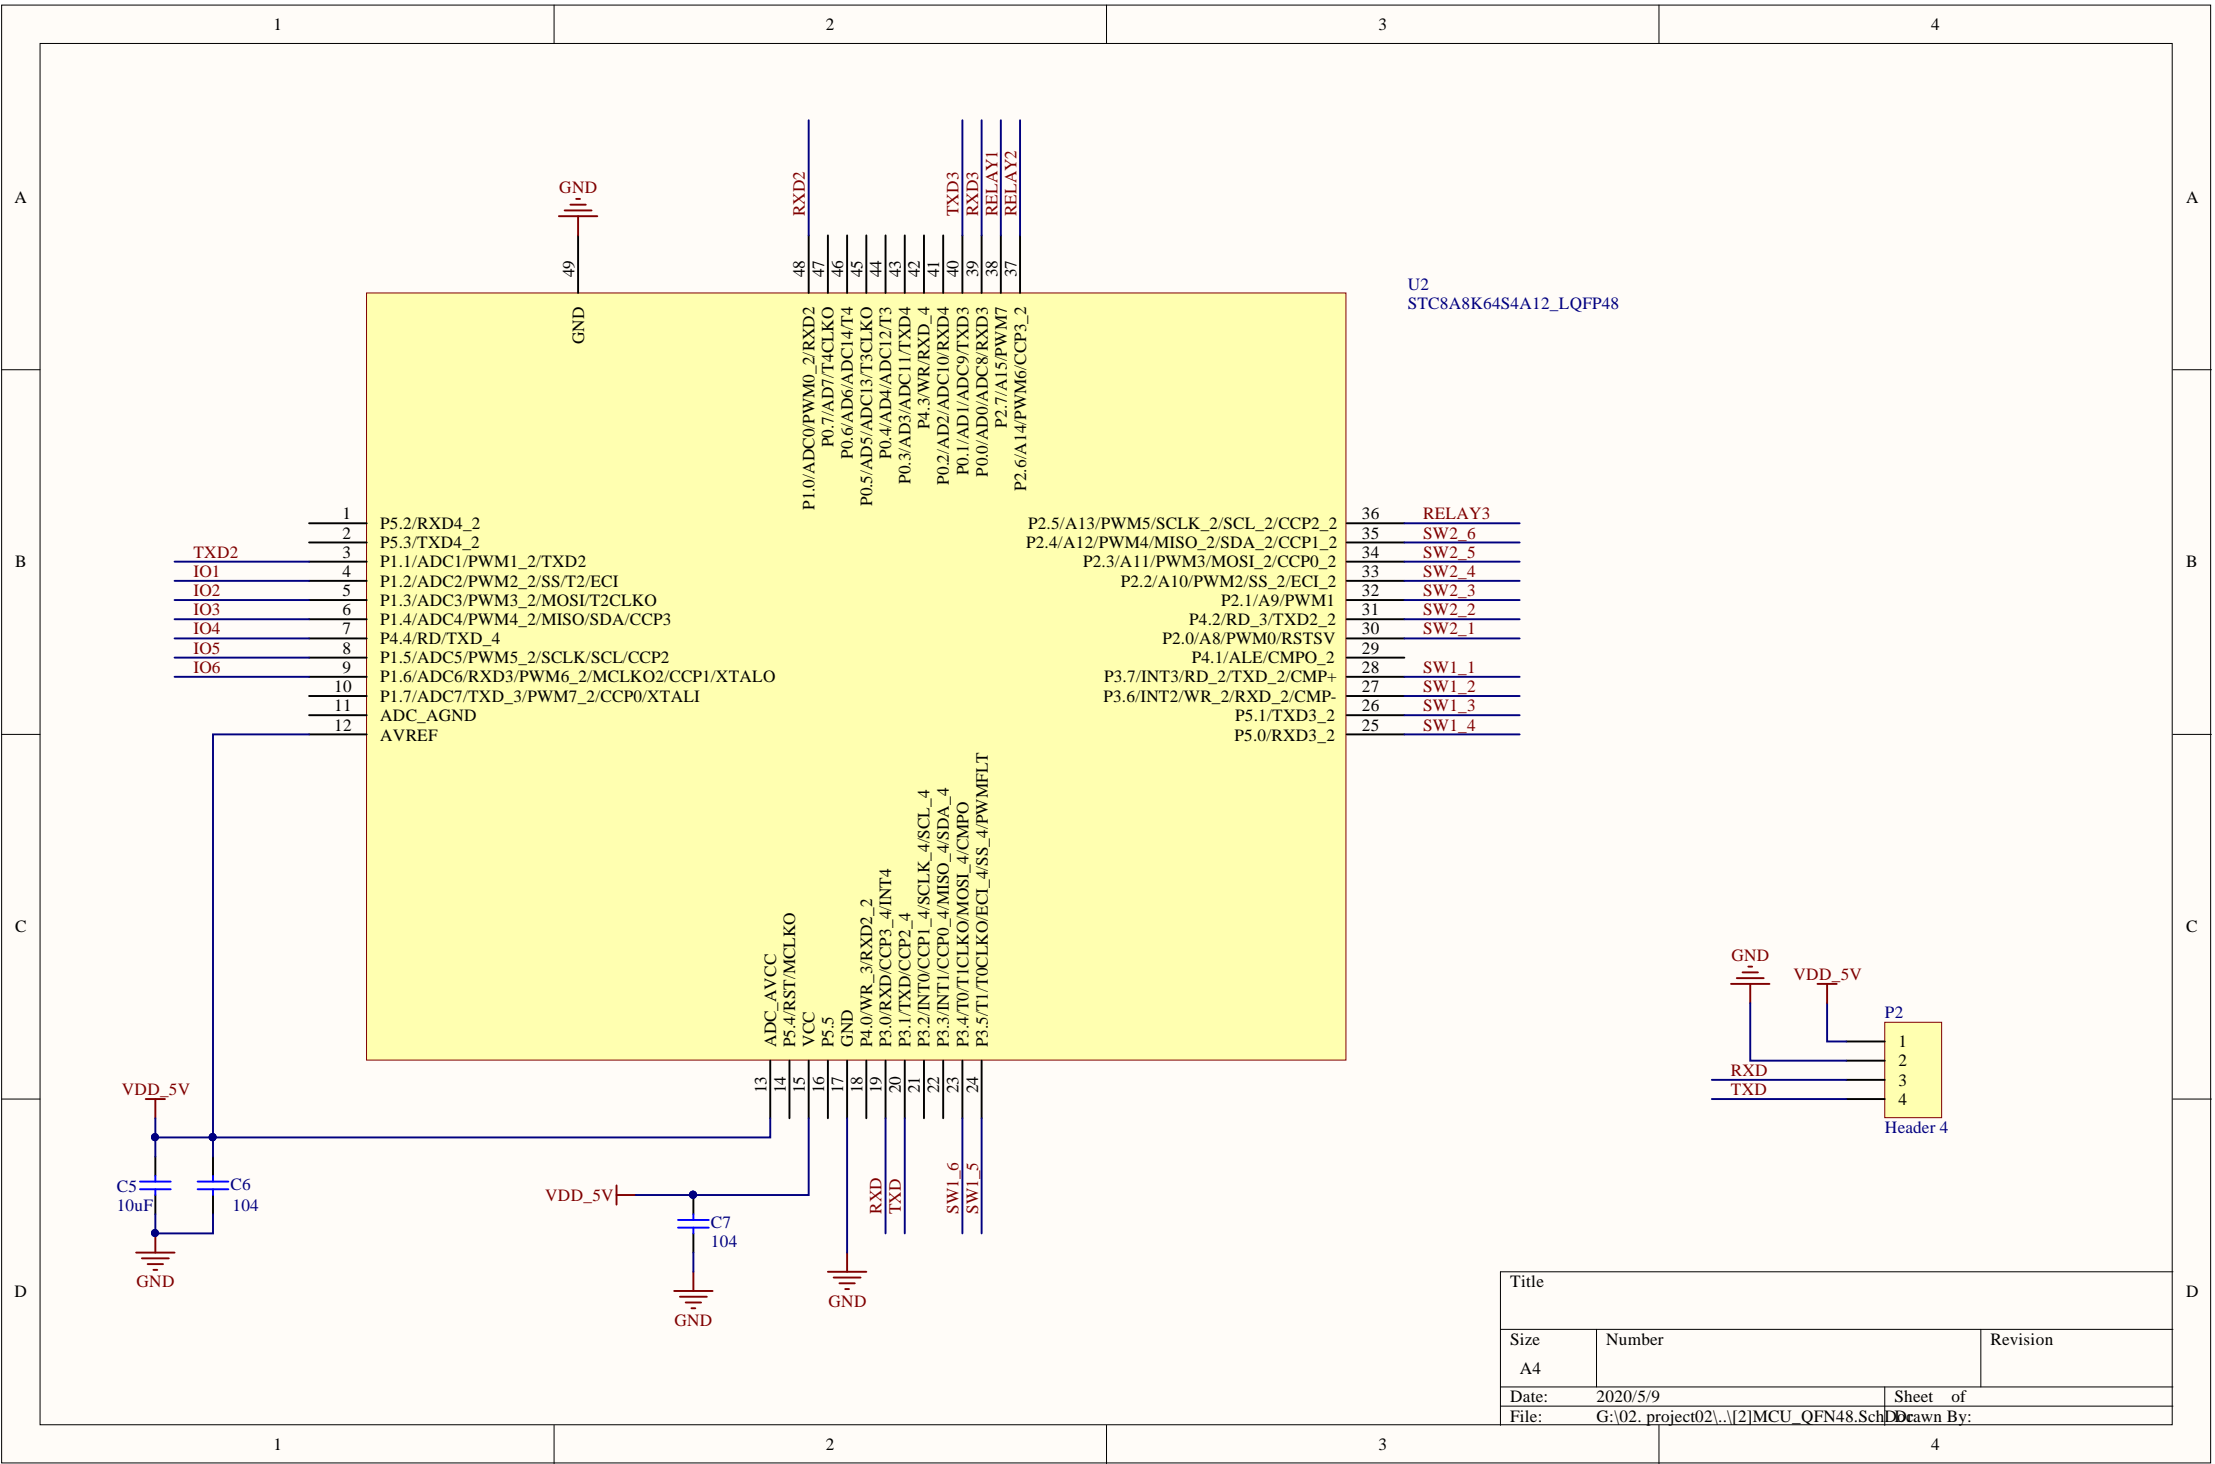 1
2
3
4
A
A
B
B
C
C
D
D
1
2
3
4
GND
49
GND
RXD2
TXD3
RXD3
RELAY1
RELAY2
48
47
46
45
44
43
42
41
40
39
38
37
P1.0/ADC0/PWM0_2/RXD2
P0.7/AD7/T4CLKO
P0.6/AD6/ADC14/T4
P0.5/AD5/ADC13/T3CLKO
P0.4/AD4/ADC12/T3
P0.3/AD3/ADC11/TXD4
P4.3/WR/RXD_4
P0.2/AD2/ADC10/RXD4
P0.1/AD1/ADC9/TXD3
P0.0/AD0/ADC8/RXD3
P2.7/A15/PWM7
P2.6/A14/PWM6/CCP3_2
U2
STC8A8K64S4A12_LQFP48
1 P5.2/RXD4_2
2 P5.3/TXD4_2
TXD2 3 P1.1/ADC1/PWM1_2/TXD2
IO1 4 P1.2/ADC2/PWM2_2/SS/T2/ECI
IO2 5 P1.3/ADC3/PWM3_2/MOSI/T2CLKO
IO3 6 P1.4/ADC4/PWM4_2/MISO/SDA/CCP3
IO4 7 P4.4/RD/TXD_4
IO5 8 P1.5/ADC5/PWM5_2/SCLK/SCL/CCP2
IO6 9 P1.6/ADC6/RXD3/PWM6_2/MCLKO2/CCP1/XTALO
10 P1.7/ADC7/TXD_3/PWM7_2/CCP0/XTALI
11 ADC_AGND
12 AVREF
P2.5/A13/PWM5/SCLK_2/SCL_2/CCP2_2 36 RELAY3
P2.4/A12/PWM4/MISO_2/SDA_2/CCP1_2 35 SW2_6
P2.3/A11/PWM3/MOSI_2/CCP0_2 34 SW2_5
P2.2/A10/PWM2/SS_2/ECI_2 33 SW2_4
P2.1/A9/PWM1 32 SW2_3
P4.2/RD_3/TXD2_2 31 SW2_2
P2.0/A8/PWM0/RSTSV 30 SW2_1
P4.1/ALE/CMPO_2 29
P3.7/INT3/RD_2/TXD_2/CMP+ 28 SW1_1
P3.6/INT2/WR_2/RXD_2/CMP- 27 SW1_2
P5.1/TXD3_2 26 SW1_3
P5.0/RXD3_2 25 SW1_4
ADC_AVCC
P5.4/RST/MCLKO
VCC
P5.5
GND
P4.0/WR_3/RXD2_2
P3.0/RXD/CCP3_4/INT4
P3.1/TXD/CCP2_4
P3.2/INT0/CCP1_4/SCLK_4/SCL_4
P3.3/INT1/CCP0_4/MISO_4/SDA_4
P3.4/T0/T1CLKO/MOSI_4/CMPO
P3.5/T1/T0CLKO/ECI_4/SS_4/PWMFLT
13
14
15
16
17
18
19
20
21
22
23
24
RXD
TXD
SW1_6
SW1_5
VDD_5V
C5
10uF
C6
104
GND
VDD_5V
C7
104
GND
GND
GND
VDD_5V
P2
1
2
RXD 3
TXD 4
Header 4
Title
Size
Number
Revision
A4
Date: 2020/5/9
Sheet of
File: G:\02. project02\..\[2]MCU_QFN48.SchDoc
Drawn By: